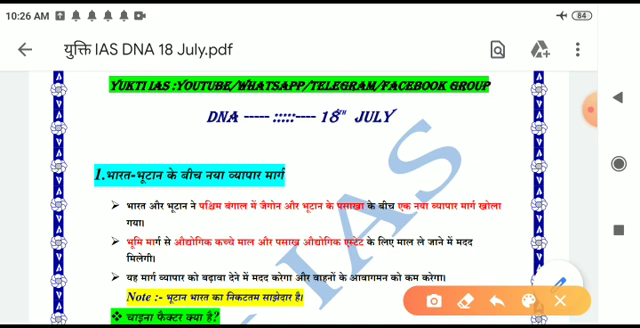 10:26 AM
84
युक्ति IAS DNA 18 July.pdf
YUKTI IAS :YOUTUBE/WHATSAPP/TELEGRAM/FACEBOOK GROUP
DNA ----- :::::---- 18TH JULY
1.भारत-भूटान के बीच नया व्यापार मार्ग
➤ भारत और भूटान ने पश्चिम बंगाल में जैगोन और भूटान के पसाखा के बीच एक नया व्यापार मार्ग खोला
गया।
➤ भूमि मार्ग से औद्योगिक कच्चे माल और पसाख औद्योगिक एस्टेट के लिए माल ले जाने में मदद
मिलेगी।
➤ यह मार्ग व्यापार को बढ़ावा देने में मदद करेगा और वाहनों के आवागमन को कम करेगा।
Note :- भूटान भारत का निकटतम साझेदार है।
❖ चाइना फैक्टर क्या है?
IAS